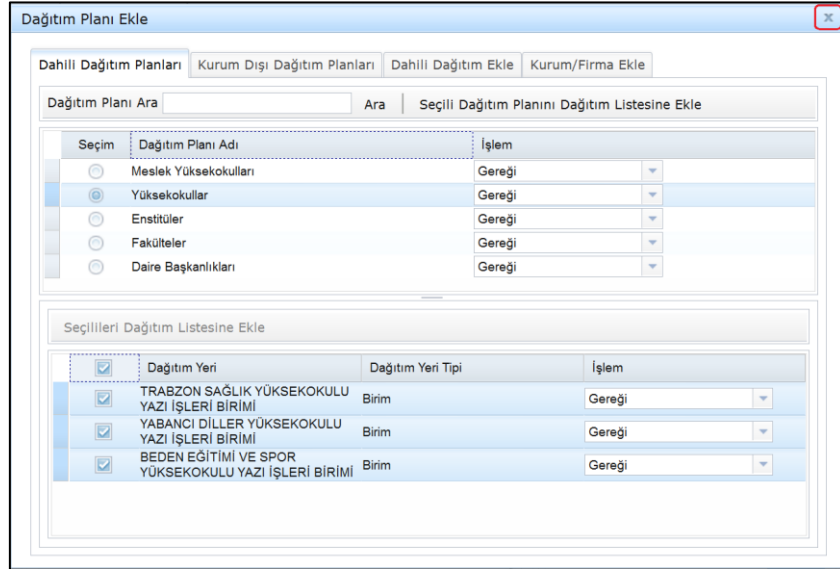 Dağıtım Planı Ekle x
Dahili Dağıtım Planları Kurum Dışı Dağıtım Planları Dahili Dağıtım Ekle Kurum/Firma Ekle
Dağıtım Planı Ara Ara Seçili Dağıtım Planını Dağıtım Listesine Ekle
Seçim Dağıtım Planı Adı İşlem
Meslek Yüksekokulları Gereği
Yüksekokullar Gereği
Enstitüler Gereği
Fakülteler Gereği
Daire Başkanlıkları Gereği
Seçilileri Dağıtım Listesine Ekle
Dağıtım Yeri Dağıtım Yeri Tipi İşlem
TRABZON SAĞLIK YÜKSEKOKULU
YAZI İŞLERİ BİRİMİ Birim Gereği
YABANCI DİLLER YÜKSEKOKULU
YAZI İŞLERİ BİRİMİ Birim Gereği
BEDEN EĞİTİMİ VE SPOR
YÜKSEKOKULU YAZI İŞLERİ BİRİMİ Birim Gereği